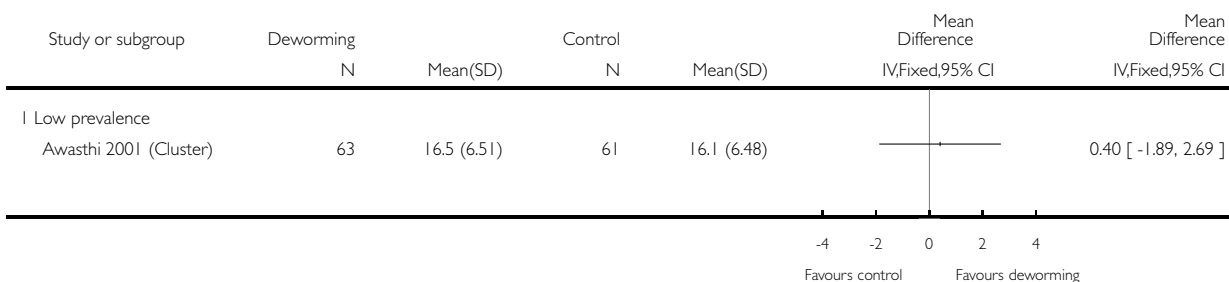 Study or subgroup Deworming Control Mean Difference Mean Difference
N Mean(SD) N Mean(SD) IV,Fixed,95% CI IV,Fixed,95% CI
1 Low prevalence
Awasthi 2001 (Cluster) 63 16.5 (6.51) 61 16.1 (6.48) 0.40 [ -1.89, 2.69 ]
-4 -2 0 2 4
Favours control Favours deworming